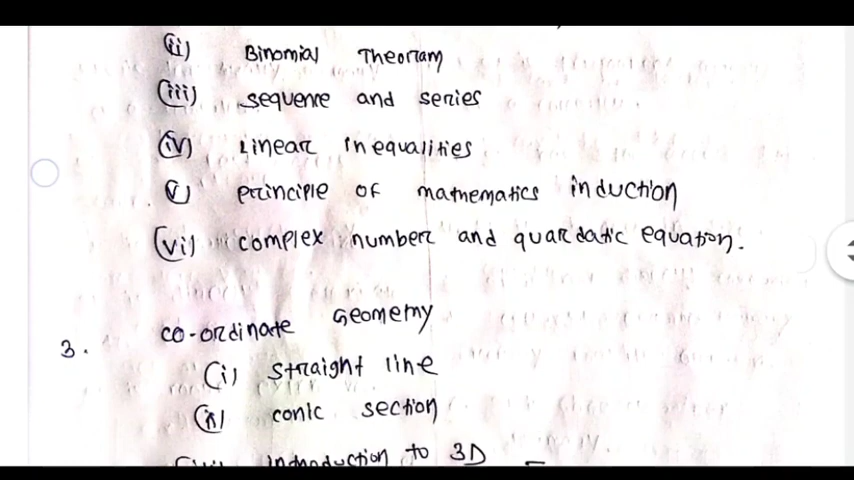 (ii) Binomial Theoram
(iii) sequence and series
(iv) Linear inequalities
(v) principle of mathematics induction
(vi) complex number and quardatic equation.
3. co-ordinate geometry
(i) straight line
(ii) conic section
introduction to 3D